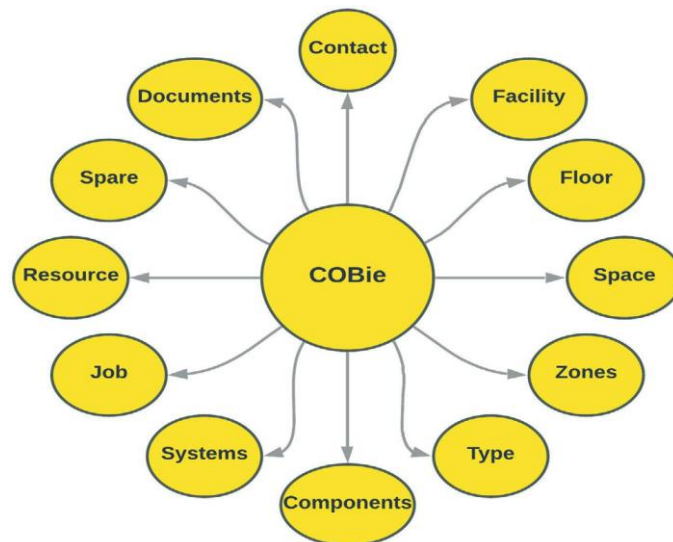 Contact
Documents
Facility
Spare
Floor
COBie
Resource
Space
Job
Zones
Systems
Type
Components